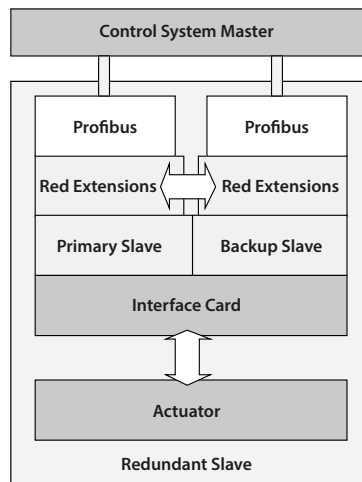 Control System Master
Profibus Profibus
Red Extensions Red Extensions
Primary Slave Backup Slave
Interface Card
Actuator
Redundant Slave